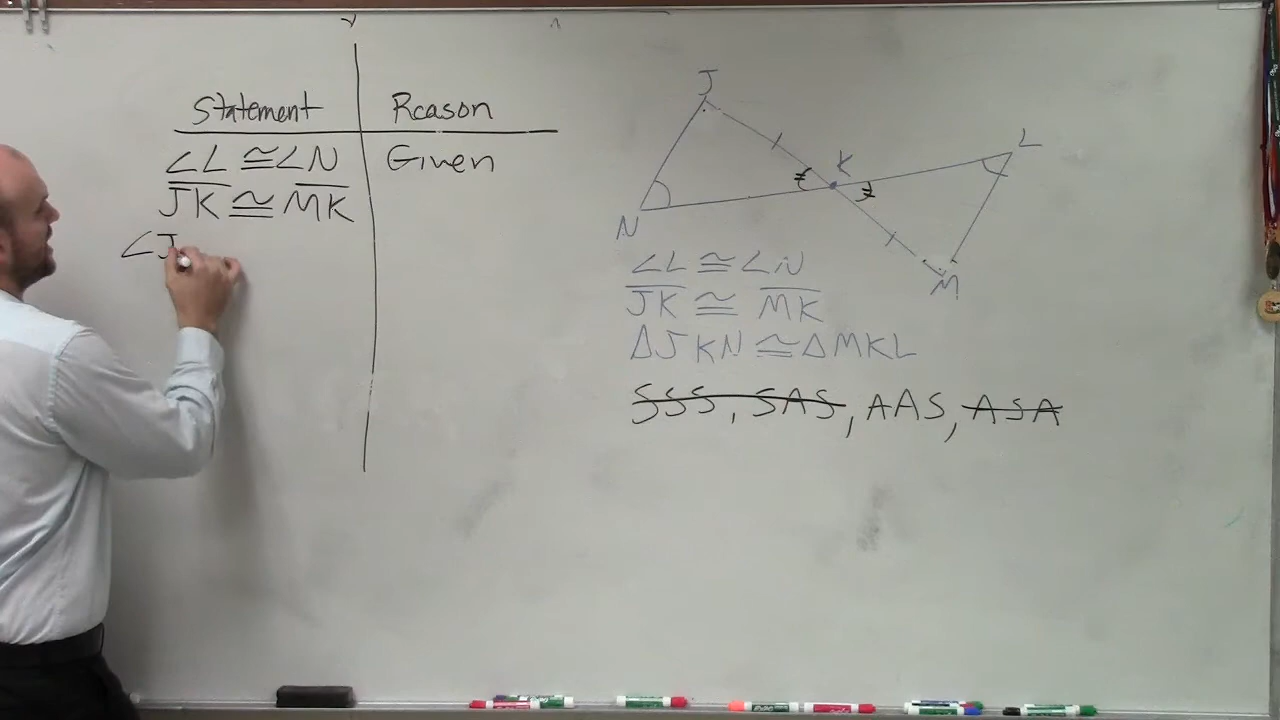 Statement Reason
∠L ≅ ∠N Given
JK ≅ MK
∠J
J
K
L
N
M
∠L ≅ ∠N
JK ≅ MK
ΔJKN ≅ ΔMKL
SSS, SAS, AAS, ASA